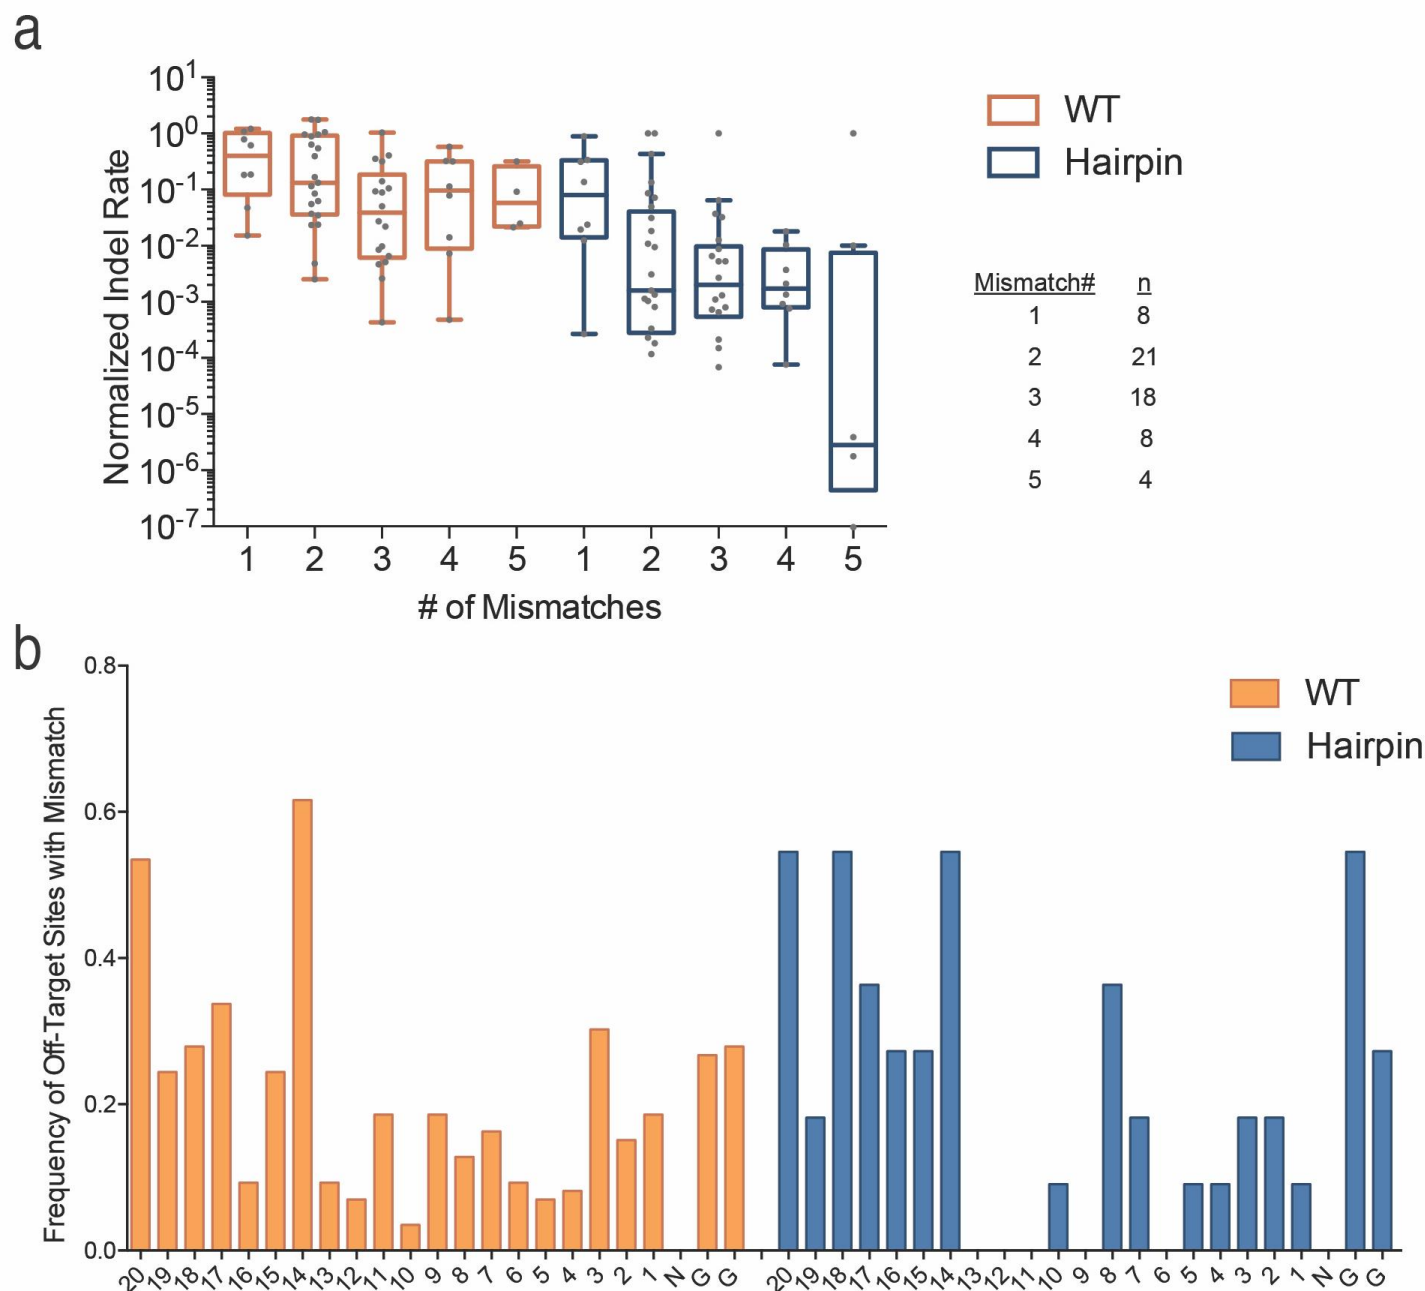 a
Normalized Indel Rate
10^1
10^0
10^-1
10^-2
10^-3
10^-4
10^-5
10^-6
10^-7
1 2 3 4 5 1 2 3 4 5
# of Mismatches
WT
Hairpin
Mismatch# n
1 8
2 21
3 18
4 8
5 4
b
Frequency of Off-Target Sites with Mismatch
0.8
0.6
0.4
0.2
0.0
20 19 18 17 16 15 14 13 12 11 10 9 8 7 6 5 4 3 2 1 N G G 20 19 18 17 16 15 14 13 12 11 10 9 8 7 6 5 4 3 2 1 N G G
WT
Hairpin